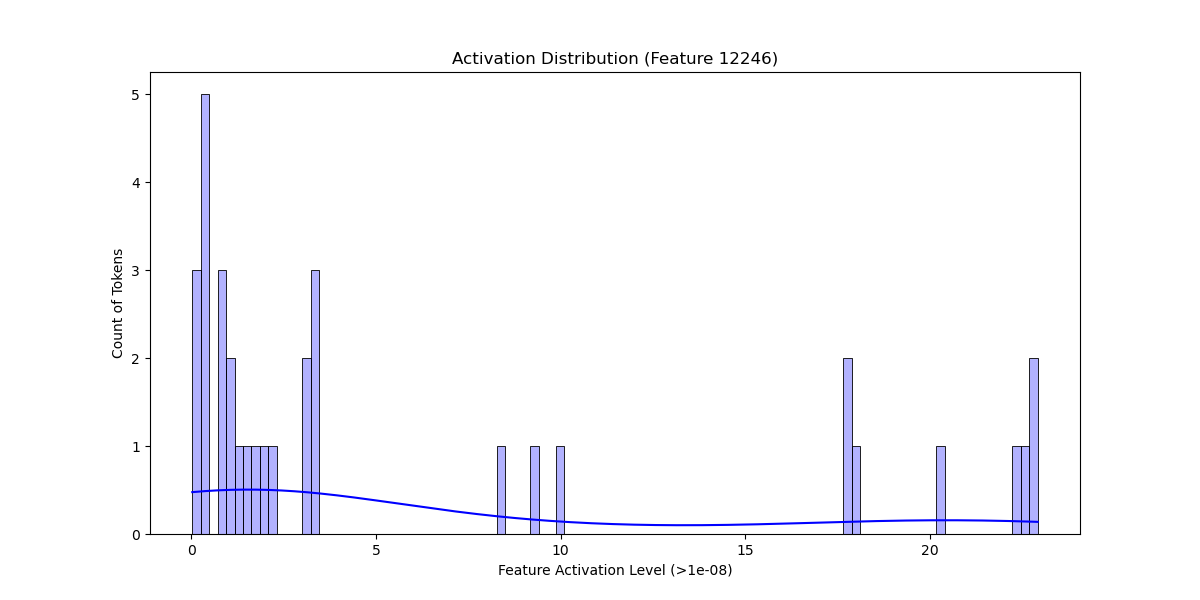 Activation Distribution (Feature 12246)
Count of Tokens
5
4
3
2
1
0
0 5 10 15 20
Feature Activation Level (>1e-08)